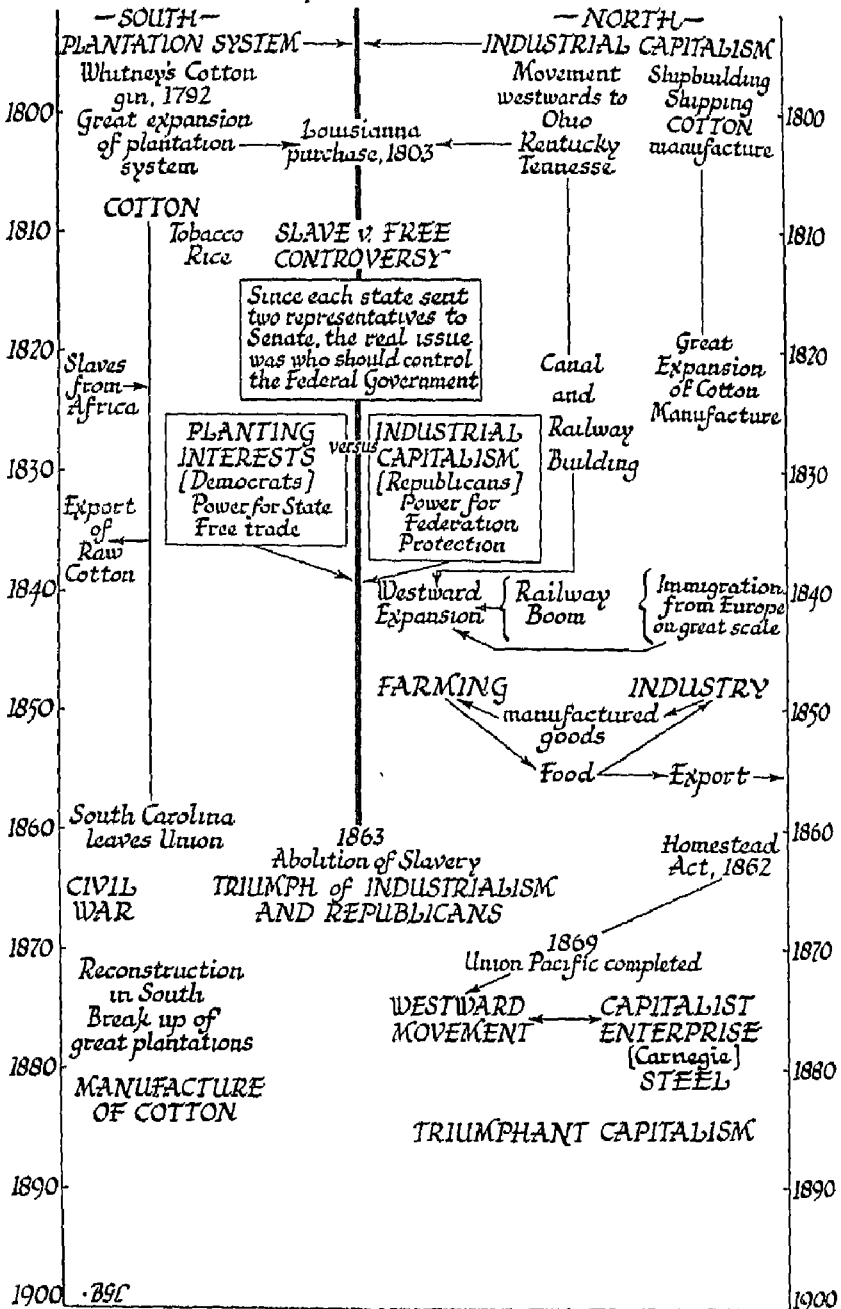 —SOUTH—
PLANTATION SYSTEM
—NORTH—
INDUSTRIAL CAPITALISM
Whitney's Cotton
gin, 1792
Great expansion
of plantation
system
Louisianna
purchase, 1803
Movement
westwards to
Ohio
Kentucky
Tennesse
Shipbuilding
Shipping
COTTON
manufacture
1800
1800
COTTON
Tobacco
Rice
1810
1810
SLAVE v. FREE
CONTROVERSY
Since each state sent
two representatives to
Senate, the real issue
was who should control
the Federal Government
1820
1820
Slaves
from
Africa
Canal
and
Railway
Building
Great
Expansion
of Cotton
Manufacture
PLANTING
INTERESTS
[Democrats]
Power for State
Free trade
versus
INDUSTRIAL
CAPITALISM
[Republicans]
Power for
Federation
Protection
1830
1830
Export
of
Raw
Cotton
1840
1840
Westward
Expansion
Railway
Boom
Immigration
from Europe
on great scale
FARMING
INDUSTRY
manufactured
goods
1850
1850
Food
Export
South Carolina
leaves Union
1860
1860
1863
Abolition of Slavery
TRIUMPH of INDUSTRIALISM
AND REPUBLICANS
Homestead
Act, 1862
CIVIL
WAR
1870
1870
1869
Union Pacific completed
Reconstruction
in South
Break up of
great plantations
WESTWARD
MOVEMENT
CAPITALIST
ENTERPRISE
[Carnegie]
STEEL
1880
1880
MANUFACTURE
OF COTTON
TRIUMPHANT CAPITALISM
1890
1890
1900
1900